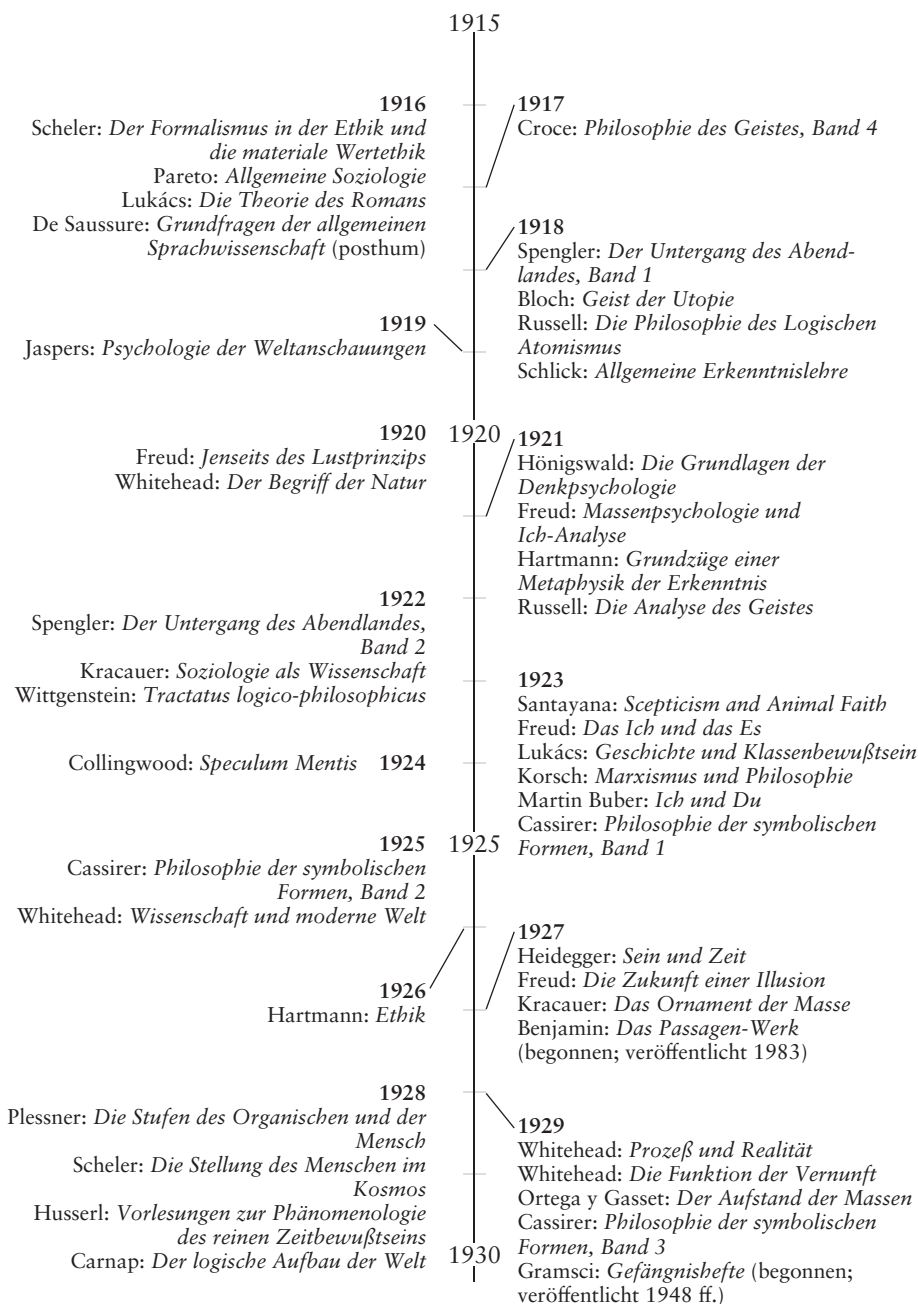 1915
1916
Scheler: Der Formalismus in der Ethik und
die materiale Wertethik
Pareto: Allgemeine Soziologie
Lukács: Die Theorie des Romans
De Saussure: Grundfragen der allgemeinen
Sprachwissenschaft (posthum)
1917
Croce: Philosophie des Geistes, Band 4
1918
Spengler: Der Untergang des Abend-
landes, Band 1
Bloch: Geist der Utopie
Russell: Die Philosophie des Logischen
Atomismus
Schlick: Allgemeine Erkenntnislehre
1919
Jaspers: Psychologie der Weltanschauungen
1920
Freud: Jenseits des Lustprinzips
Whitehead: Der Begriff der Natur
1920
1921
Hönigswald: Die Grundlagen der
Denkpsychologie
Freud: Massenpsychologie und
Ich-Analyse
Hartmann: Grundzüge einer
Metaphysik der Erkenntnis
Russell: Die Analyse des Geistes
1922
Spengler: Der Untergang des Abendlandes,
Band 2
Kracauer: Soziologie als Wissenschaft
Wittgenstein: Tractatus logico-philosophicus
1923
Santayana: Scepticism and Animal Faith
Freud: Das Ich und das Es
Lukács: Geschichte und Klassenbewußtsein
Korsch: Marxismus und Philosophie
Martin Buber: Ich und Du
Cassirer: Philosophie der symbolischen
Formen, Band 1
Collingwood: Speculum Mentis 1924
1925
Cassirer: Philosophie der symbolischen
Formen, Band 2
Whitehead: Wissenschaft und moderne Welt
1925
1926
Hartmann: Ethik
1927
Heidegger: Sein und Zeit
Freud: Die Zukunft einer Illusion
Kracauer: Das Ornament der Masse
Benjamin: Das Passagen-Werk
(begonnen; veröffentlicht 1983)
1928
Plessner: Die Stufen des Organischen und der
Mensch
Scheler: Die Stellung des Menschen im
Kosmos
Husserl: Vorlesungen zur Phänomenologie
des reinen Zeitbewußtseins
Carnap: Der logische Aufbau der Welt
1929
Whitehead: Prozeß und Realität
Whitehead: Die Funktion der Vernunft
Ortega y Gasset: Der Aufstand der Massen
Cassirer: Philosophie der symbolischen
Formen, Band 3
Gramsci: Gefängnishefte (begonnen;
veröffentlicht 1948 ff.)
1930